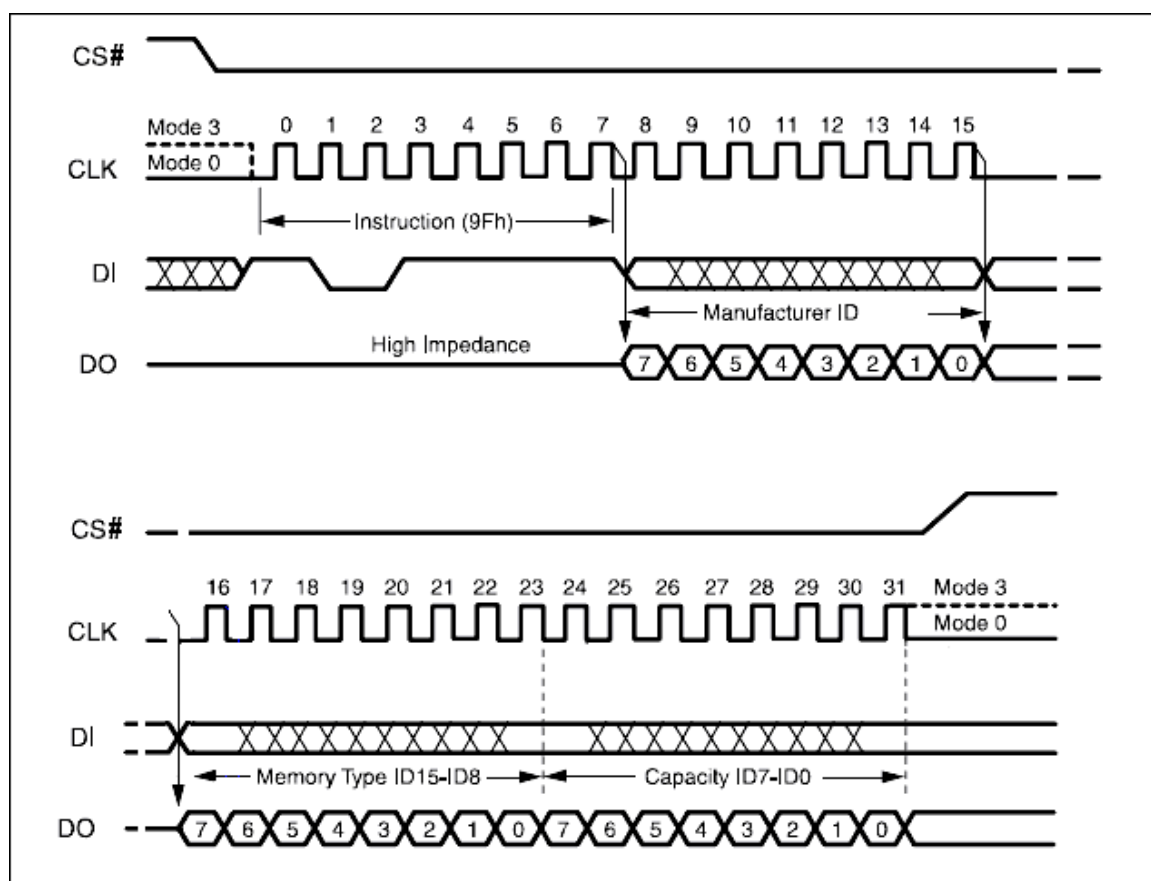 CS#
Mode 3
0 1 2 3 4 5 6 7 8 9 10 11 12 13 14 15
Mode 0
CLK
Instruction (9Fh)
DI
Manufacturer ID
High Impedance
DO
7 6 5 4 3 2 1 0
CS#
16 17 18 19 20 21 22 23 24 25 26 27 28 29 30 31
Mode 3
CLK
Mode 0
DI
Memory Type ID15-ID8
Capacity ID7-ID0
DO
7 6 5 4 3 2 1 0 7 6 5 4 3 2 1 0